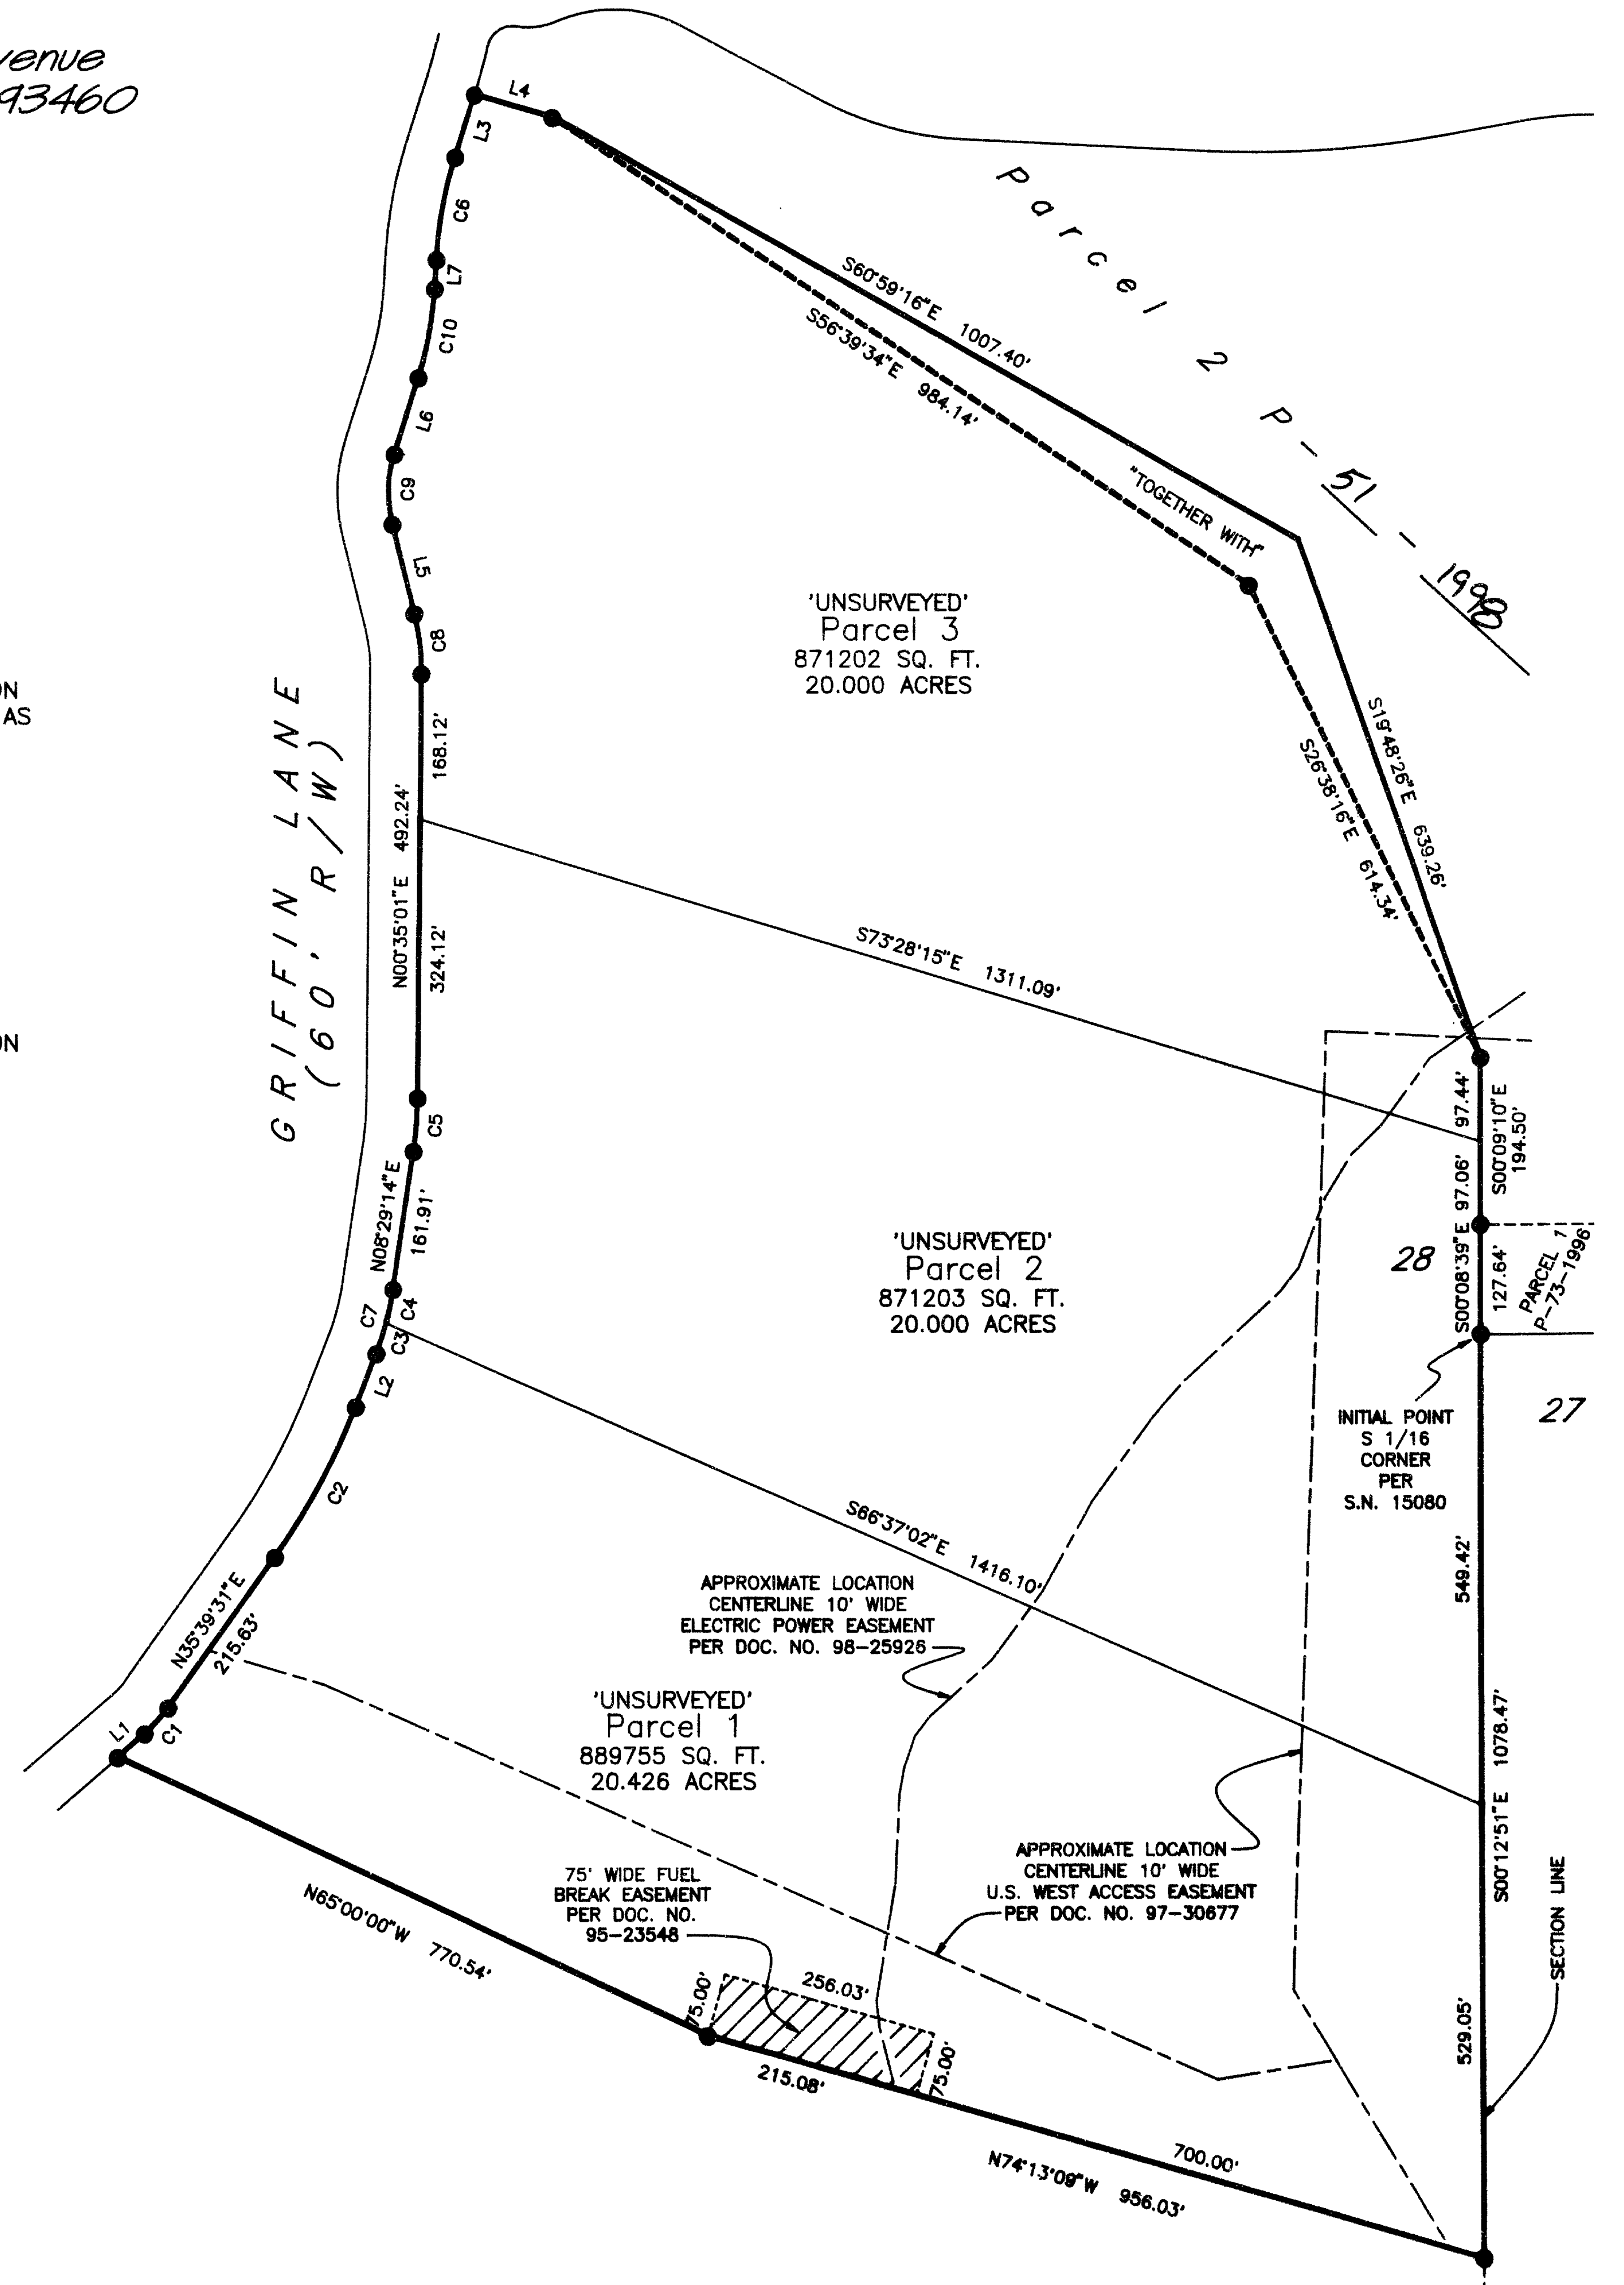 venue
93460
L4
L3
C6
L7
C10
L6
C9
L5
C8
Parcel 2 P-51-1998
S60°59'16"E 1007.40'
S56°39'34"E 984.14'
"TOGETHER WITH"
'UNSURVEYED'
Parcel 3
871202 SQ. FT.
20.000 ACRES
S19°48'26"E 639.26'
S26°38'16"E 614.34'
ON
AS
GRIFFIN LANE
(60' R/W)
168.12'
N00°35'01"E 492.24'
324.12'
S73°28'15"E 1311.09'
ON
C5
N08°29'14"E
161.91'
C7
C4
C3
L2
C2
97.44'
S00°09'10"E
194.50'
97.06'
S00°08'39"E
127.64'
PARCEL 1
P-73-1996
28
27
'UNSURVEYED'
Parcel 2
871203 SQ. FT.
20.000 ACRES
INITIAL POINT
S 1/16
CORNER
PER
S.N. 15080
S66°37'02"E 1416.10'
549.42'
APPROXIMATE LOCATION
CENTERLINE 10' WIDE
ELECTRIC POWER EASEMENT
PER DOC. NO. 98-25926
N35°39'31"E
215.63'
L1
C1
'UNSURVEYED'
Parcel 1
889755 SQ. FT.
20.426 ACRES
S00°12'51"E 1078.47'
APPROXIMATE LOCATION
CENTERLINE 10' WIDE
U.S. WEST ACCESS EASEMENT
PER DOC. NO. 97-30677
75' WIDE FUEL
BREAK EASEMENT
PER DOC. NO.
95-23548
N65°00'00"W 770.54'
75.00'
256.03'
75.00'
215.08'
529.05'
SECTION LINE
700.00'
N74°13'09"W 956.03'